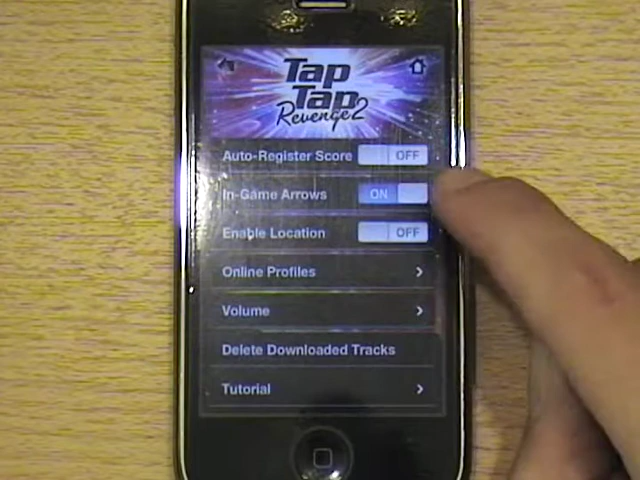 Tap
Tap
Revenge2
Auto-Register Score OFF
In-Game Arrows ON
Enable Location OFF
Online Profiles
Volume
Delete Downloaded Tracks
Tutorial